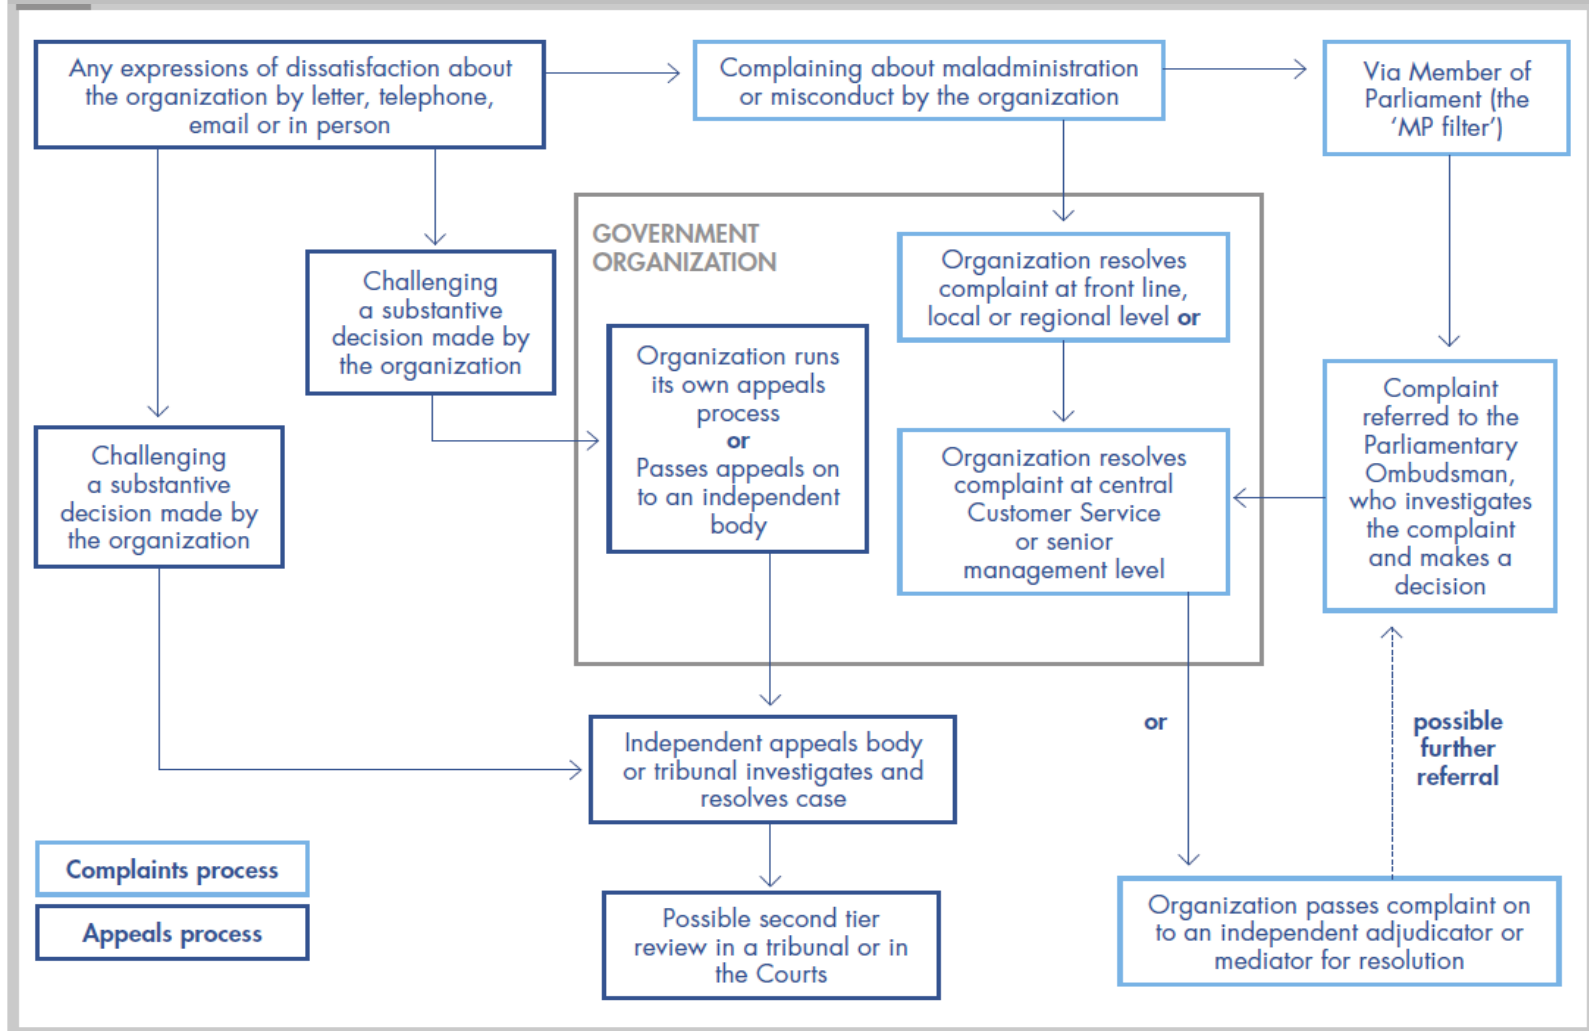 Any expressions of dissatisfaction about
the organization by letter, telephone,
email or in person
Complaining about maladministration
or misconduct by the organization
Via Member of
Parliament (the
‘MP filter’)
GOVERNMENT
ORGANIZATION
Challenging
a substantive
decision made by
the organization
Organization resolves
complaint at front line,
local or regional level or
Organization runs
its own appeals
process
or
Passes appeals on
to an independent
body
Challenging
a substantive
decision made by
the organization
Organization resolves
complaint at central
Customer Service
or senior
management level
Complaint
referred to the
Parliamentary
Ombudsman,
who investigates
the complaint
and makes a
decision
or
possible
further
referral
Independent appeals body
or tribunal investigates and
resolves case
Complaints process
Appeals process
Possible second tier
review in a tribunal or in
the Courts
Organization passes complaint on
to an independent adjudicator or
mediator for resolution